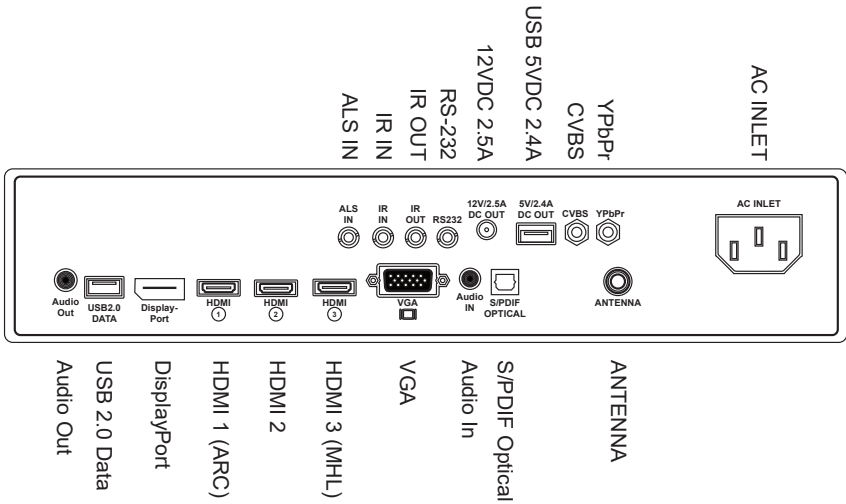 ALS IN
IR IN
IR OUT
RS-232
12VDC 2.5A
USB 5VDC 2.4A
CVBS
YPbPr
AC INLET
ALS
IN
IR
IN
IR
OUT
RS232
12V/2.5A
DC OUT
5V/2.4A
DC OUT
CVBS
YPbPr
AC INLET
Audio
Out
USB2.0
DATA
Display-
Port
HDMI
1
HDMI
2
HDMI
3
VGA
Audio
IN
S/PDIF
OPTICAL
ANTENNA
Audio Out
USB 2.0 Data
DisplayPort
HDMI 1 (ARC)
HDMI 2
HDMI 3 (MHL)
VGA
Audio In
S/PDIF Optical
ANTENNA